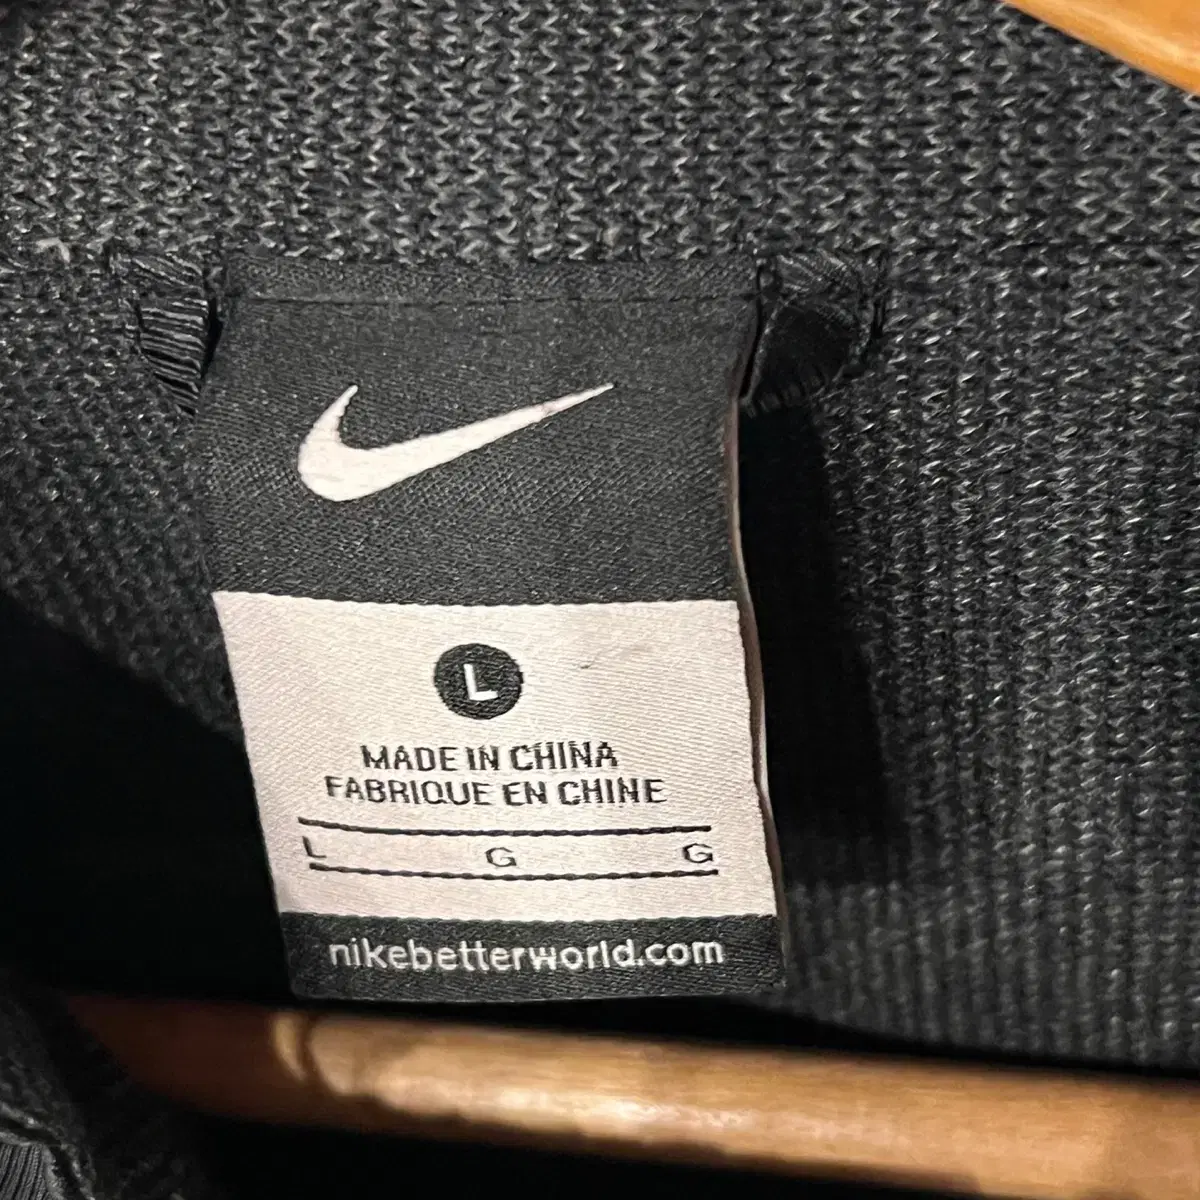 L
MADE IN CHINA
FABRIQUE EN CHINE
L G G
nikebetterworld.com